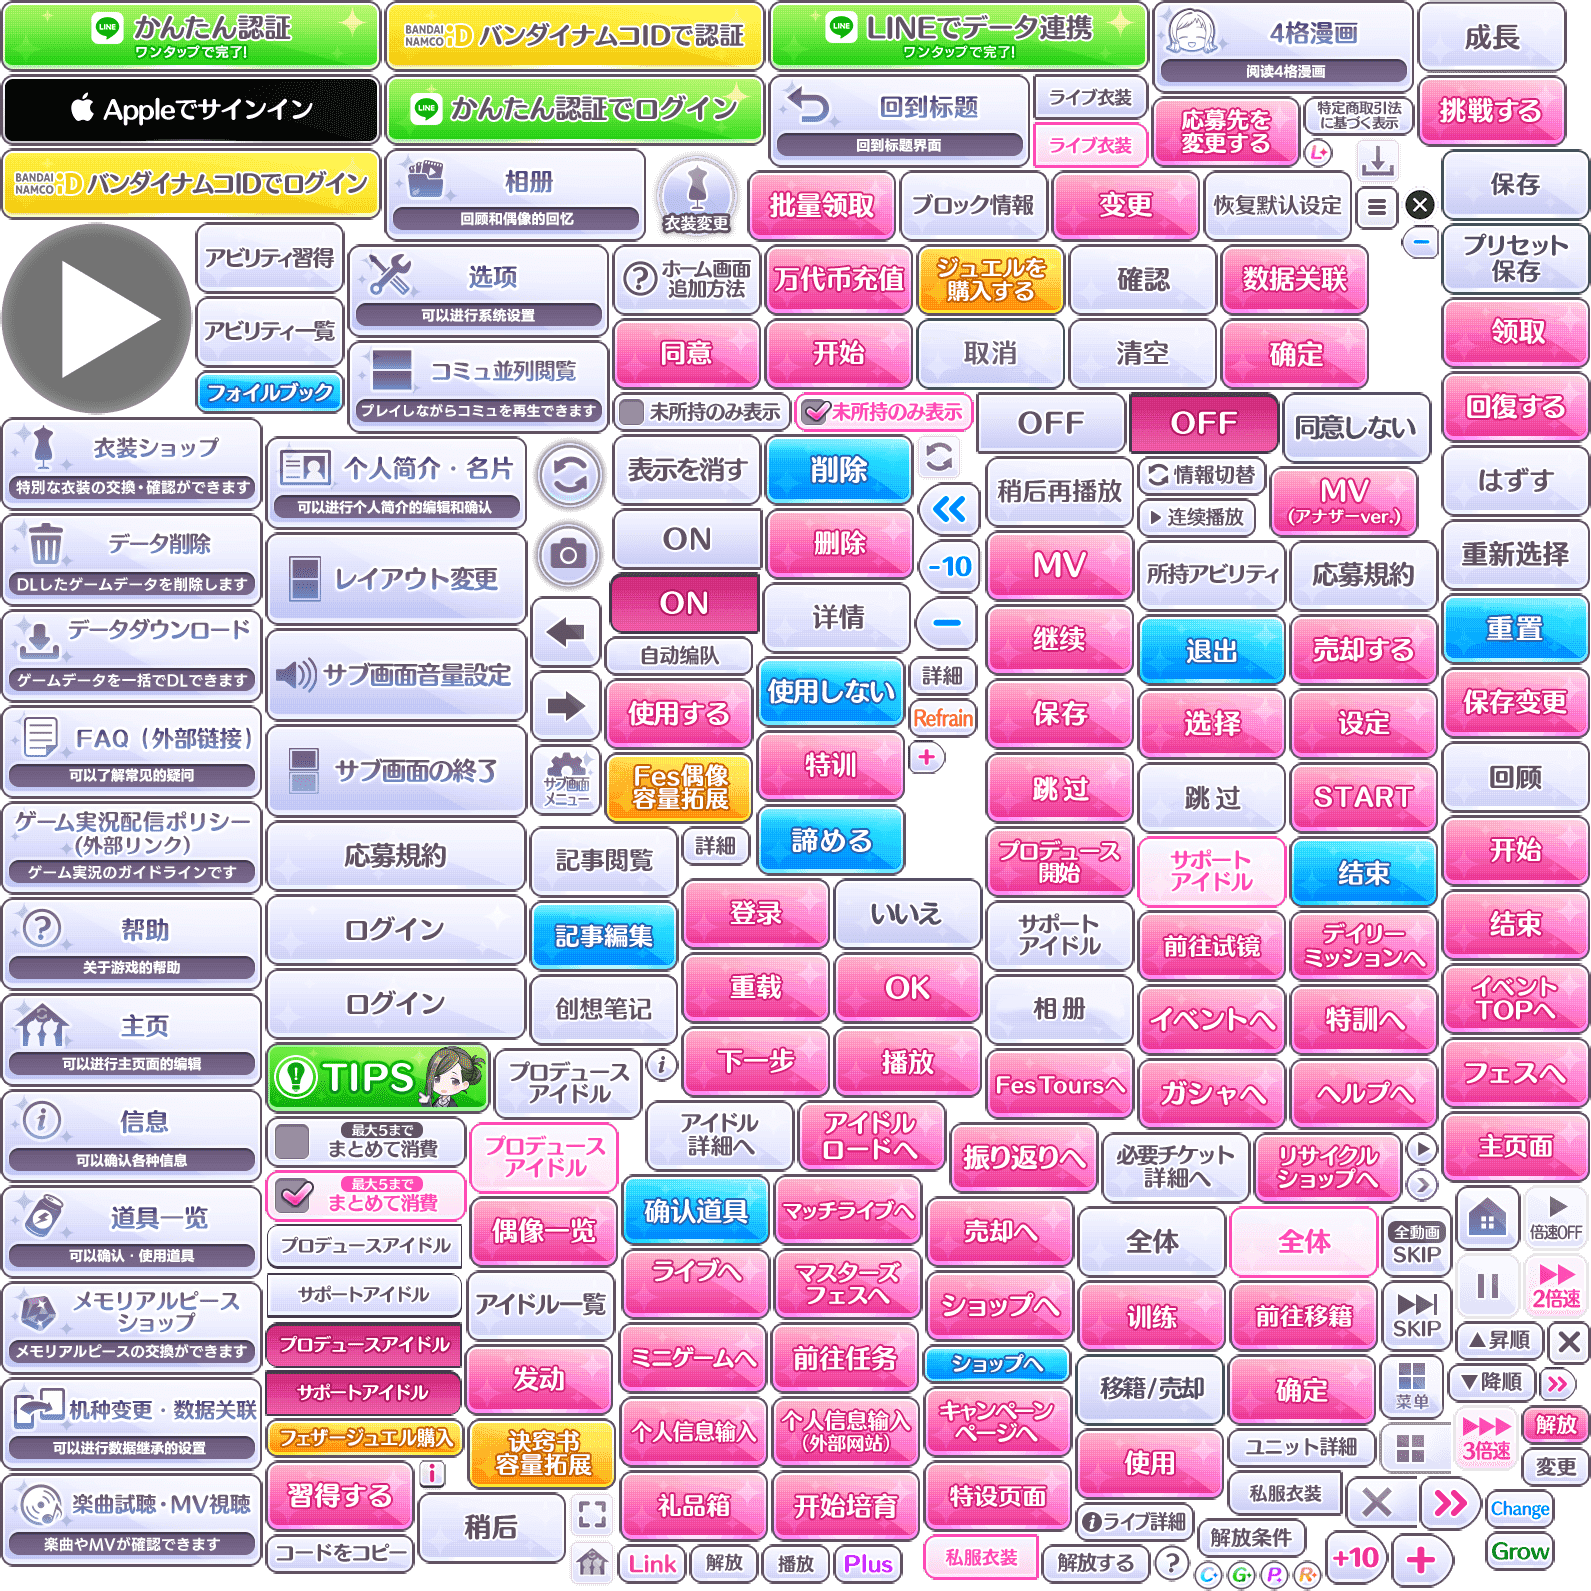 LINE かんたん認証
ワンタップで完了!
BANDAI NAMCO iD バンダイナムコIDで認証
LINE LINEでデータ連携
ワンタップで完了!
4格漫画
阅读4格漫画
成長
Appleでサインイン
LINE かんたん認証でログイン
回到标题
回到标题界面
ライブ衣装
ライブ衣装
応募先を
変更する
特定商取引法
に基づく表示
L+
挑戦する
BANDAI NAMCO iD バンダイナムコIDでログイン
相册
回顾和偶像的回忆
衣装変更
批量领取
ブロック情報
变更
恢复默认设定
保存
アビリティ習得
选项
可以进行系统设置
ホーム画面
追加方法
万代币充值
ジュエルを
購入する
確認
数据关联
プリセット
保存
アビリティ一覧
フォイルブック
コミュ並列閲覧
プレイしながらコミュを再生できます
同意
开始
取消
清空
确定
领取
未所持のみ表示
未所持のみ表示
OFF
OFF
同意しない
回復する
衣装ショップ
特別な衣装の交換・確認ができます
个人简介・名片
可以进行个人简介的编辑和确认
表示を消す
削除
稍后再播放
情報切替
连续播放
MV
(アナザーver.)
はずす
データ削除
DLしたゲームデータを削除します
レイアウト変更
ON
删除
-10
MV
所持アビリティ
応募規約
重新选择
ON
详情
データダウンロード
ゲームデータを一括でDLできます
サブ画面音量設定
自动编队
使用しない
詳細
继续
退出
売却する
重置
使用する
Refrain
保存
选择
设定
保存变更
FAQ（外部链接）
可以了解常见的疑问
サブ画面の終了
サブ画面
メニュー
Fes偶像
容量拓展
特训
跳过
跳过
START
回顾
ゲーム実況配信ポリシー
(外部リンク)
ゲーム実況のガイドラインです
応募規約
記事閲覧
詳細
諦める
プロデュース
開始
サポート
アイドル
结束
开始
帮助
关于游戏的帮助
ログイン
記事編集
登录
いいえ
サポート
アイドル
前往试镜
デイリー
ミッションへ
结束
主页
可以进行主页面的编辑
ログイン
创想笔记
重载
OK
相册
イベントへ
特訓へ
イベント
TOPへ
TIPS
プロデュース
アイドル
i
下一步
播放
Fes Toursへ
ガシャへ
ヘルプへ
フェスへ
信息
可以确认各种信息
最大5まで
まとめて消費
プロデュース
アイドル
アイドル
詳細へ
アイドル
ロードへ
振り返りへ
必要チケット
詳細へ
リサイクル
ショップへ
主页面
最大5まで
まとめて消費
道具一览
可以确认・使用道具
プロデュースアイドル
偶像一览
确认道具
マッチライブへ
売却へ
全体
全体
全動画
SKIP
倍速OFF
サポートアイドル
アイドル一覧
ライブへ
マスターズ
フェスへ
ショップへ
训练
前往移籍
SKIP
2倍速
メモリアルピース
ショップ
メモリアルピースの交換ができます
プロデュースアイドル
サポートアイドル
发动
ミニゲームへ
前往任务
ショップへ
移籍/売却
确定
菜单
▲昇順
▼降順
机种变更・数据关联
可以进行数据继承的设置
フェザージュエル購入
诀窍书
容量拓展
个人信息输入
个人信息输入
(外部网站)
キャンペーン
ページへ
使用
ユニット詳細
3倍速
解放
変更
楽曲試聴・MV視聴
楽曲やMVが確認できます
習得する
i
稍后
礼品箱
开始培育
特设页面
私服衣装
ライブ詳細
Change
コードをコピー
Link
解放
播放
Plus
私服衣装
解放する
解放条件
C+
G+
P+
R+
+10
Grow